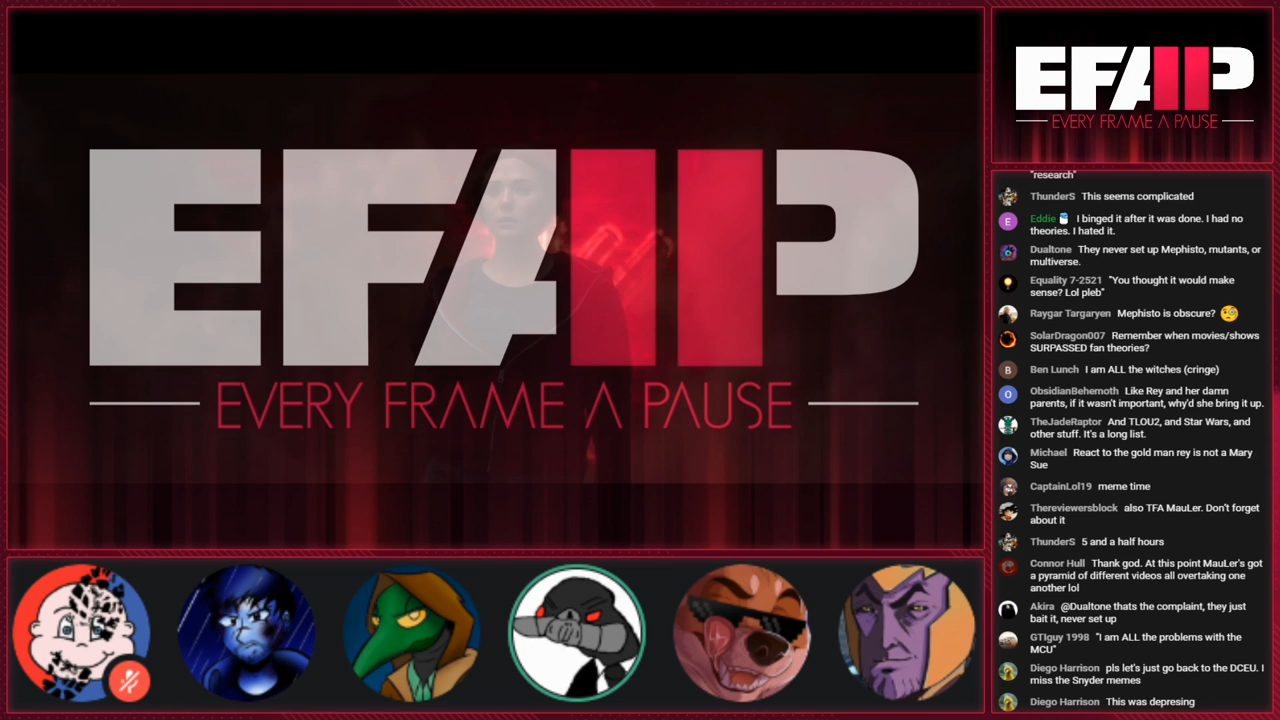 EFAP
EVERY FRAME A PAUSE
EFAP
EVERY FRAME A PAUSE
"research"
ThunderS This seems complicated
Eddie I binged it after it was done. I had no
theories. I hated it.
Dualtone They never set up Mephisto, mutants, or
multiverse.
Equality 7-2521 "You thought it would make
sense? Lol pleb"
Raygar Targaryen Mephisto is obscure? 🧐
SolarDragon007 Remember when movies/shows
SURPASSED fan theories?
B
Ben Lunch I am ALL the witches (cringe)
O
ObsidianBehemoth Like Rey and her damn
parents, if it wasn't important, why'd she bring it up.
TheJadeRaptor And TLOU2, and Star Wars, and
other stuff. It's a long list.
Michael React to the gold man rey is not a Mary
Sue
CaptainLol19 meme time
Thereviewersblock also TFA MauLer. Don't forget
about it
ThunderS 5 and a half hours
Connor Hull Thank god. At this point MauLer's got
a pyramid of different videos all overtaking one
another lol
Akira @Dualtone thats the complaint, they just
bait it, never set up
GTIguy 1998 "I am ALL the problems with the
MCU"
Diego Harrison pls let's just go back to the DCEU. I
miss the Snyder memes
Diego Harrison This was depresing